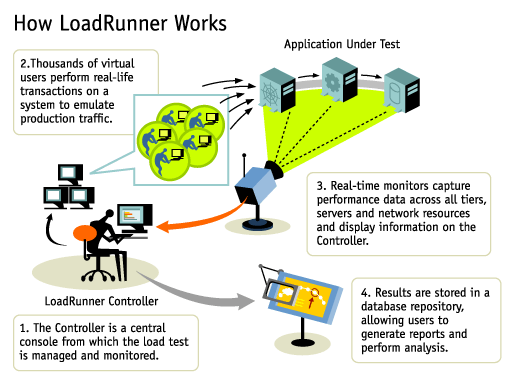 How LoadRunner Works
Application Under Test
2.Thousands of virtual
users perform real-life
transactions on a
system to emulate
production traffic.
3. Real-time monitors capture
performance data across all tiers,
servers and network resources
and display information on the
Controller.
LoadRunner Controller
1. The Controller is a central
console from which the load test
is managed and monitored.
4. Results are stored in a
database repository,
allowing users to
generate reports and
perform analysis.